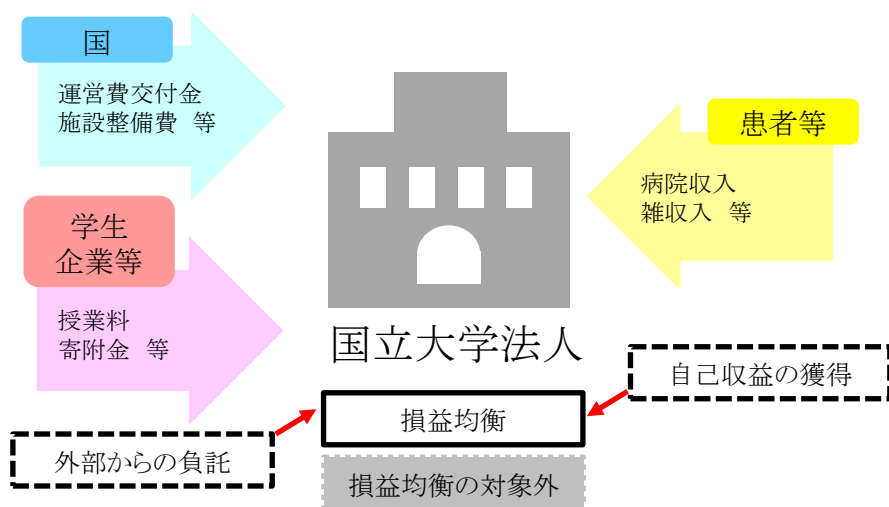 国
運営費交付金
施設整備費 等
患者等
病院収入
雑収入 等
学生
企業等
授業料
寄附金 等
国立大学法人
自己収益の獲得
損益均衡
外部からの負託
損益均衡の対象外